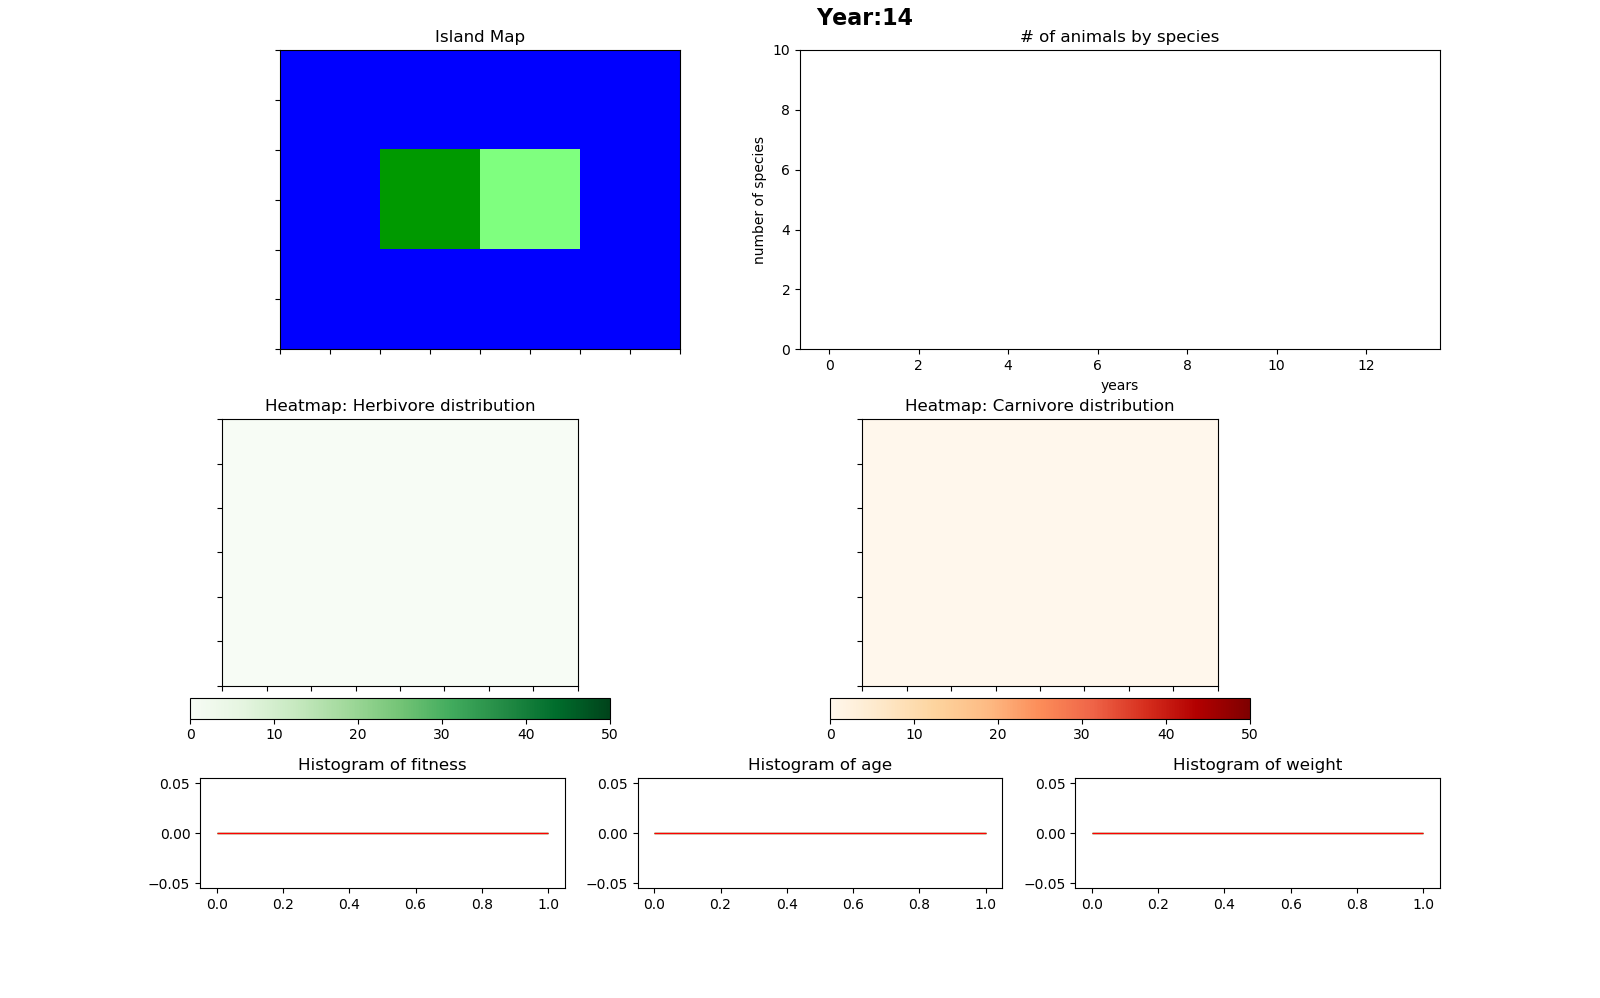 Year:14
Island Map
# of animals by species
10
8
6
4
2
0
number of species
0 2 4 6 8 10 12
years
Heatmap: Herbivore distribution
Heatmap: Carnivore distribution
0 10 20 30 40 50
0 10 20 30 40 50
Histogram of fitness
0.05
0.00
−0.05
0.0 0.2 0.4 0.6 0.8 1.0
Histogram of age
0.05
0.00
−0.05
0.0 0.2 0.4 0.6 0.8 1.0
Histogram of weight
0.05
0.00
−0.05
0.0 0.2 0.4 0.6 0.8 1.0